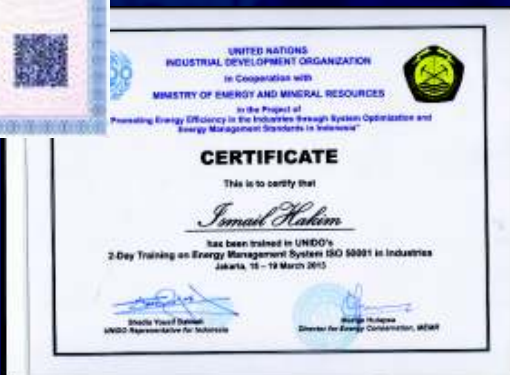 UNITED NATIONS
INDUSTRIAL DEVELOPMENT ORGANIZATION
in Cooperation with
MINISTRY OF ENERGY AND MINERAL RESOURCES
in the Project of
"Promoting Energy Efficiency in the Industries through System Optimization and
Energy Management Standards in Indonesia"
CERTIFICATE
This is to certify that
Ismail Hakim
has been trained in UNIDO's
2-Day Training on Energy Management System ISO 50001 in Industries
Jakarta, – 19 March
UNIDO Representative for Indonesia
Director for Energy Conservation, MEMR